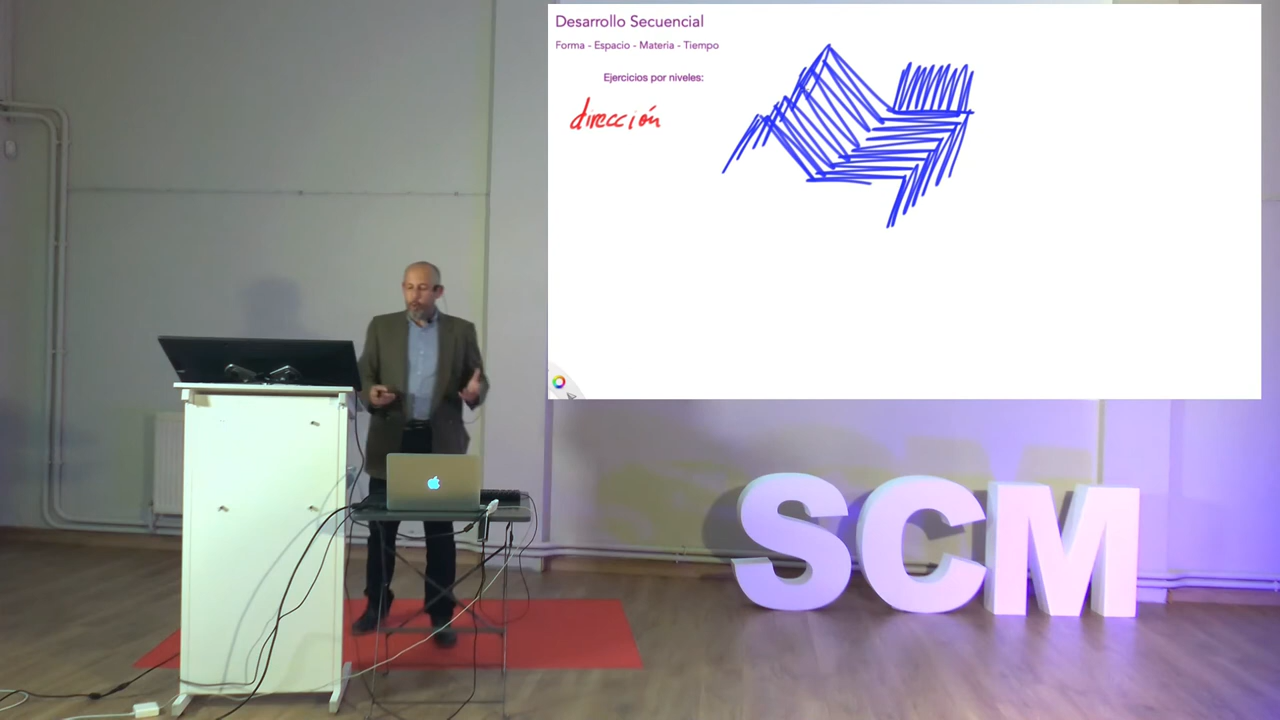 Desarrollo Secuencial
Forma - Espacio - Materia - Tiempo
Ejercicios por niveles:
dirección
SCM